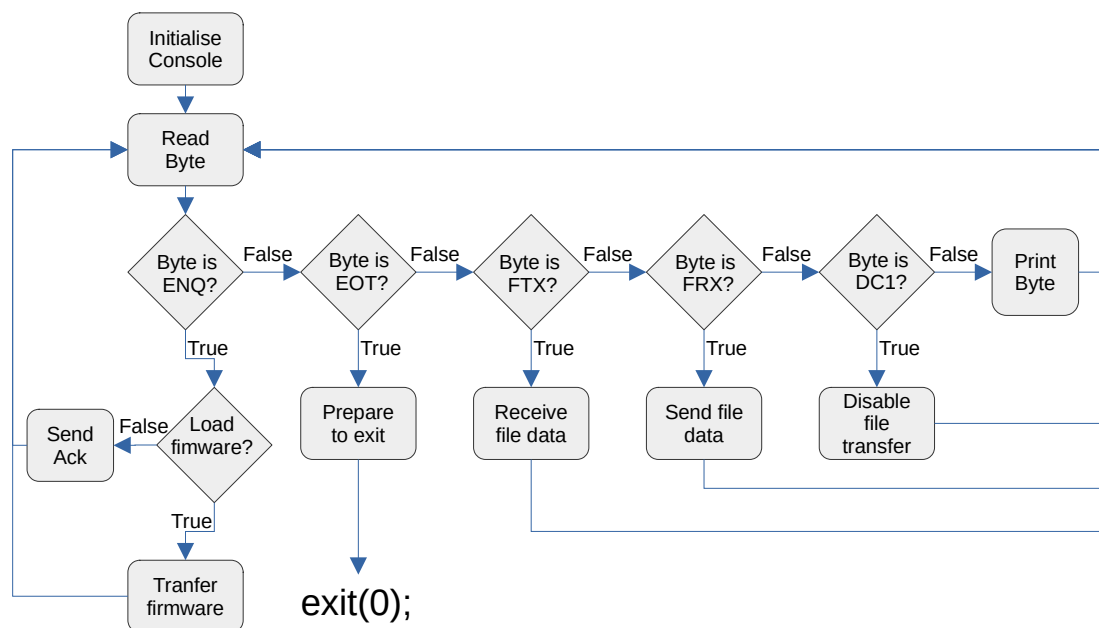 Initialise
Console
Read
Byte
Byte is
ENQ?
False
Byte is
EOT?
False
Byte is
FTX?
False
Byte is
FRX?
False
Byte is
DC1?
False
Print
Byte
True
True
True
True
True
Send
Ack
False
Load
fimware?
Prepare
to exit
Receive
file data
Send file
data
Disable
file
transfer
True
Tranfer
firmware
exit(0);